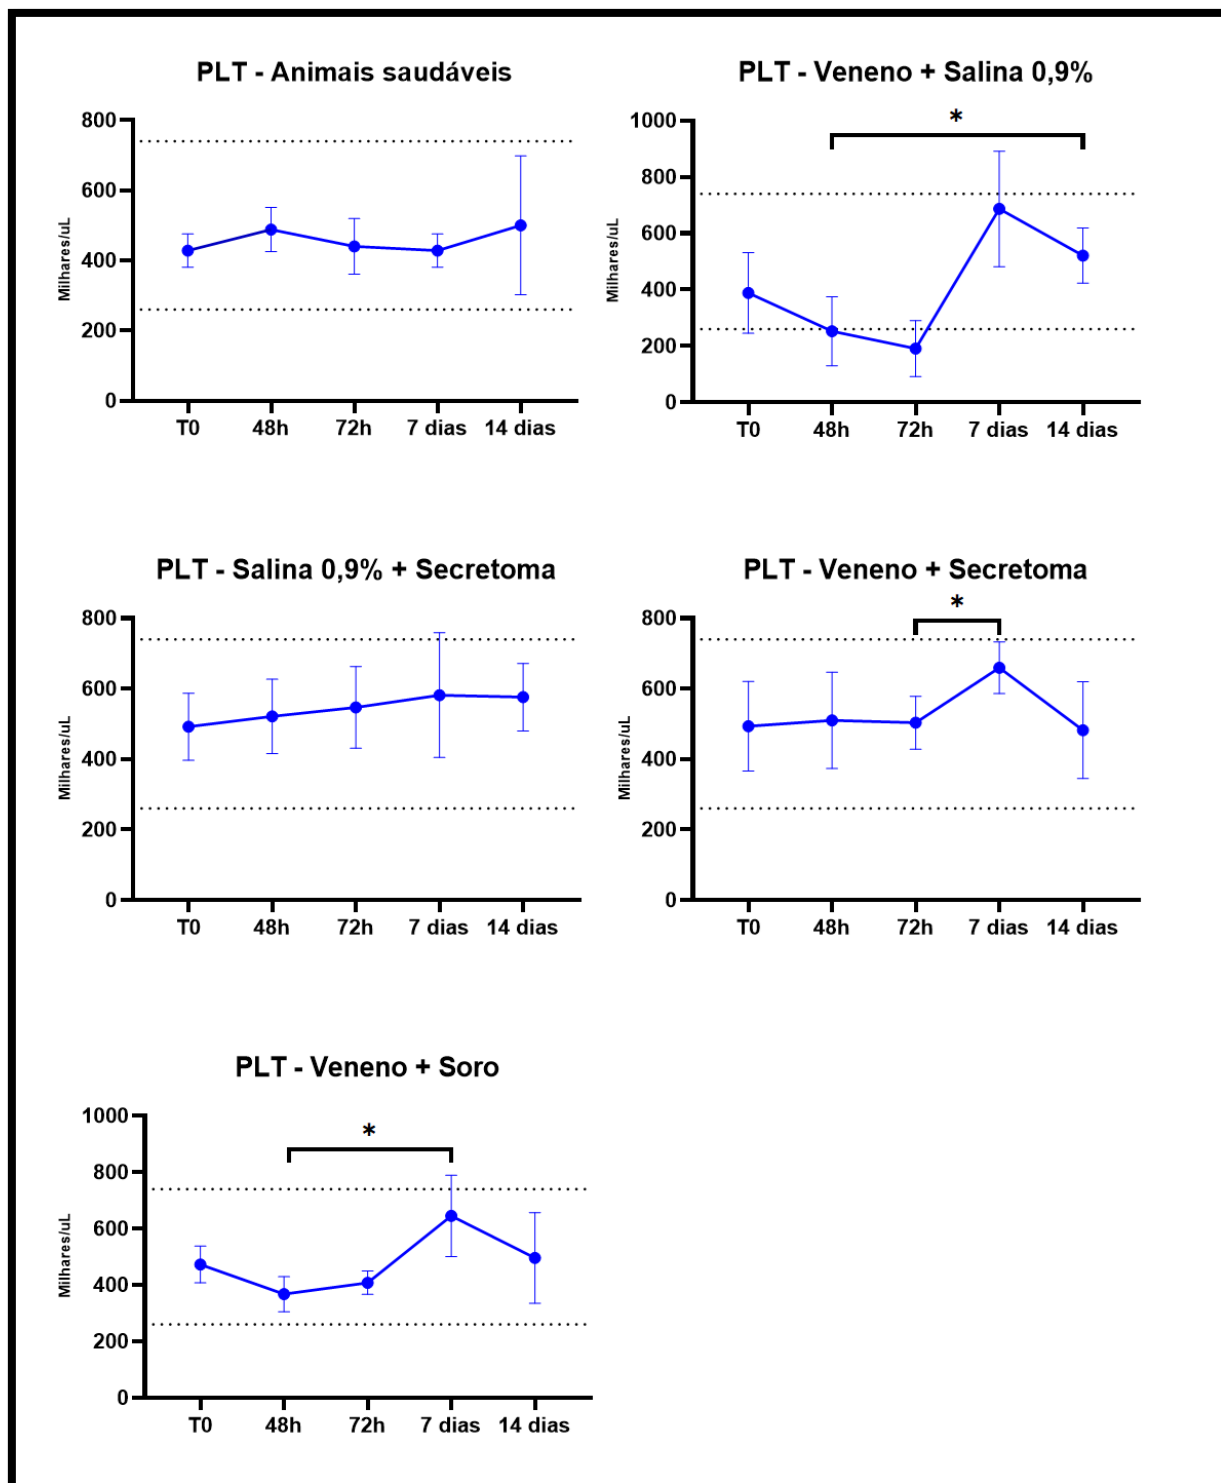 PLT - Animais saudáveis
800
600
400
200
0
Milhares/uL
T0 48h 72h 7 dias 14 dias
PLT - Veneno + Salina 0,9%
*
1000
800
600
400
200
0
Milhares/uL
T0 48h 72h 7 dias 14 dias
PLT - Salina 0,9% + Secretoma
800
600
400
200
0
Milhares/uL
T0 48h 72h 7 dias 14 dias
PLT - Veneno + Secretoma
*
800
600
400
200
0
Milhares/uL
T0 48h 72h 7 dias 14 dias
PLT - Veneno + Soro
*
1000
800
600
400
200
0
Milhares/uL
T0 48h 72h 7 dias 14 dias